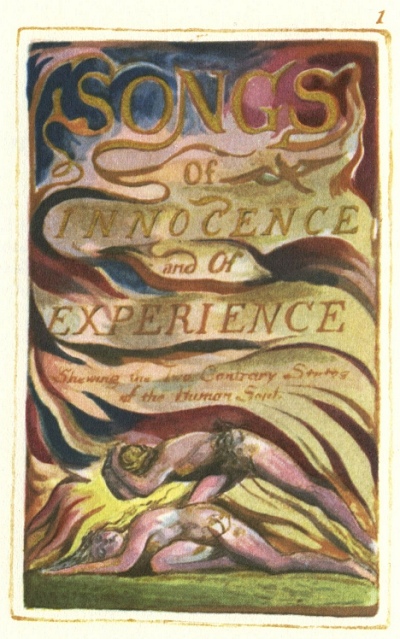 1
SONGS
Of
INNOCENCE
and Of
EXPERIENCE
Shewing the Two Contrary States
of the Human Soul